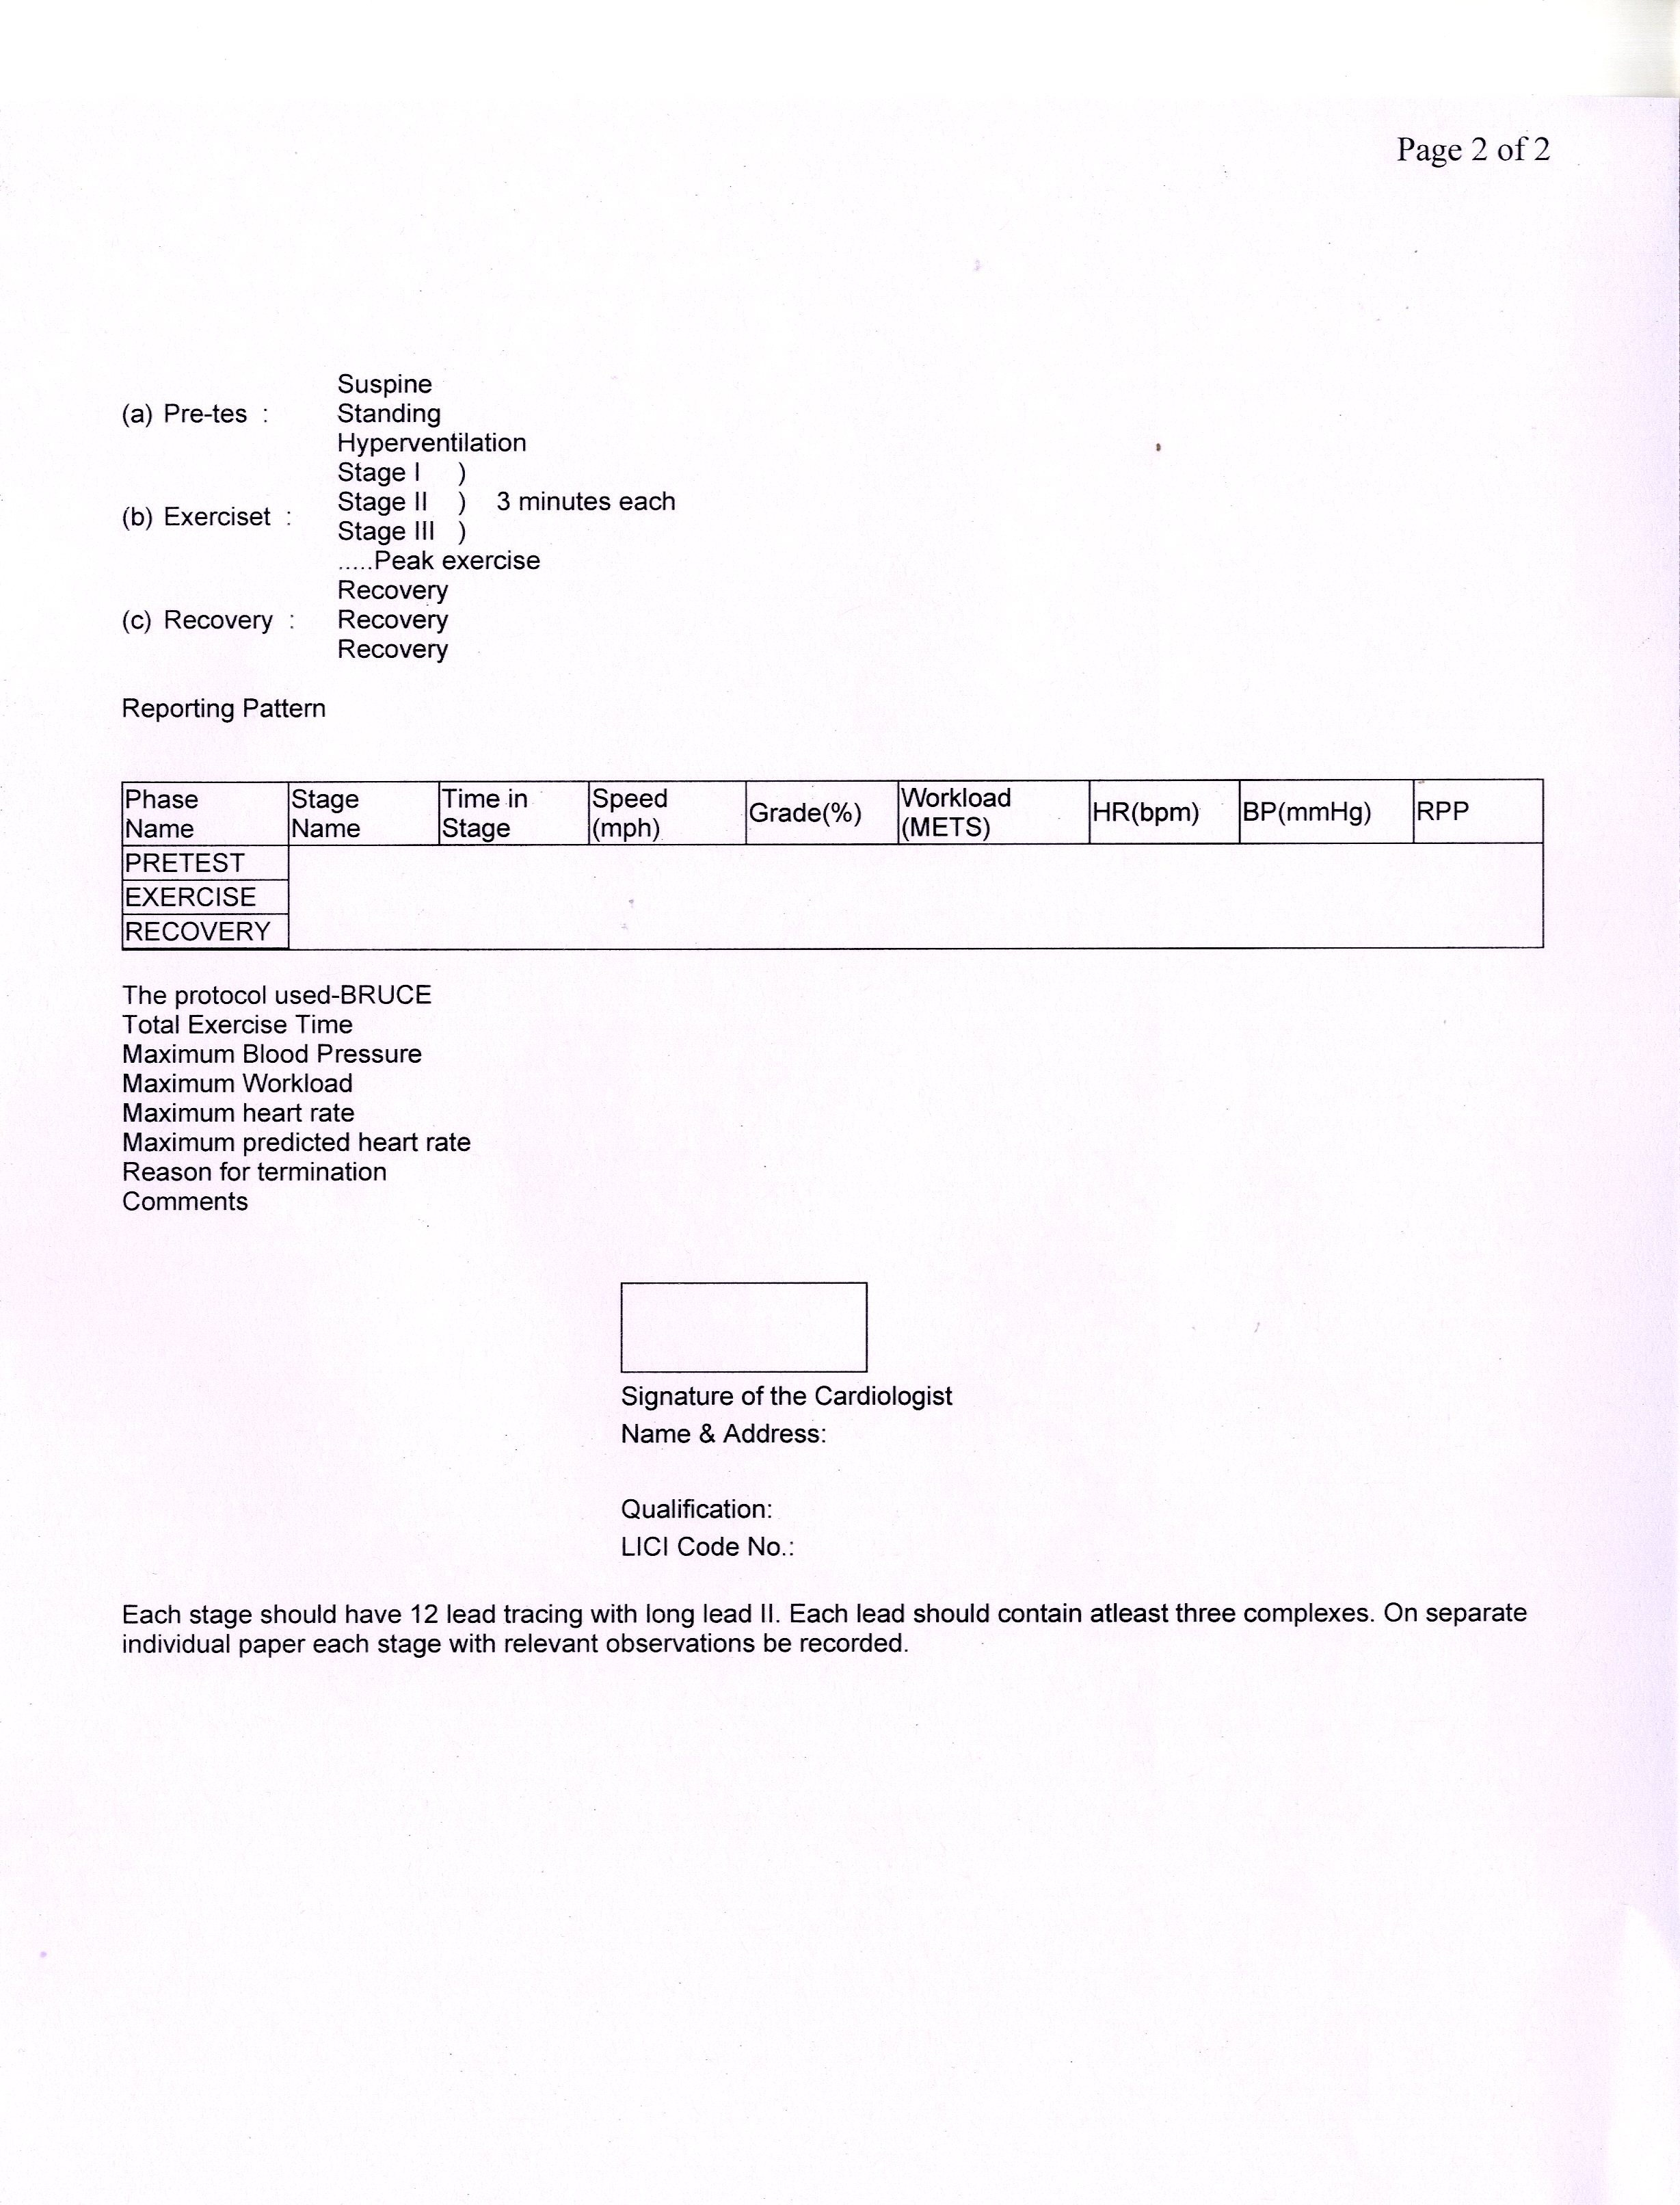 Page 2 of 2
Suspine
(a) Pre-tes : Standing
Hyperventilation
Stage I )
Stage II ) 3 minutes each
(b) Exerciset :
Stage III )
.....Peak exercise
Recovery
(c) Recovery : Recovery
Recovery
Reporting Pattern
Phase Name Stage Name Time in Stage Speed (mph) Grade(%) Workload (METS) HR(bpm) BP(mmHg) RPP
PRETEST
EXERCISE
RECOVERY
The protocol used-BRUCE
Total Exercise Time
Maximum Blood Pressure
Maximum Workload
Maximum heart rate
Maximum predicted heart rate
Reason for termination
Comments
Signature of the Cardiologist
Name & Address:
Qualification:
LICI Code No.:
Each stage should have 12 lead tracing with long lead II. Each lead should contain atleast three complexes. On separate
individual paper each stage with relevant observations be recorded.